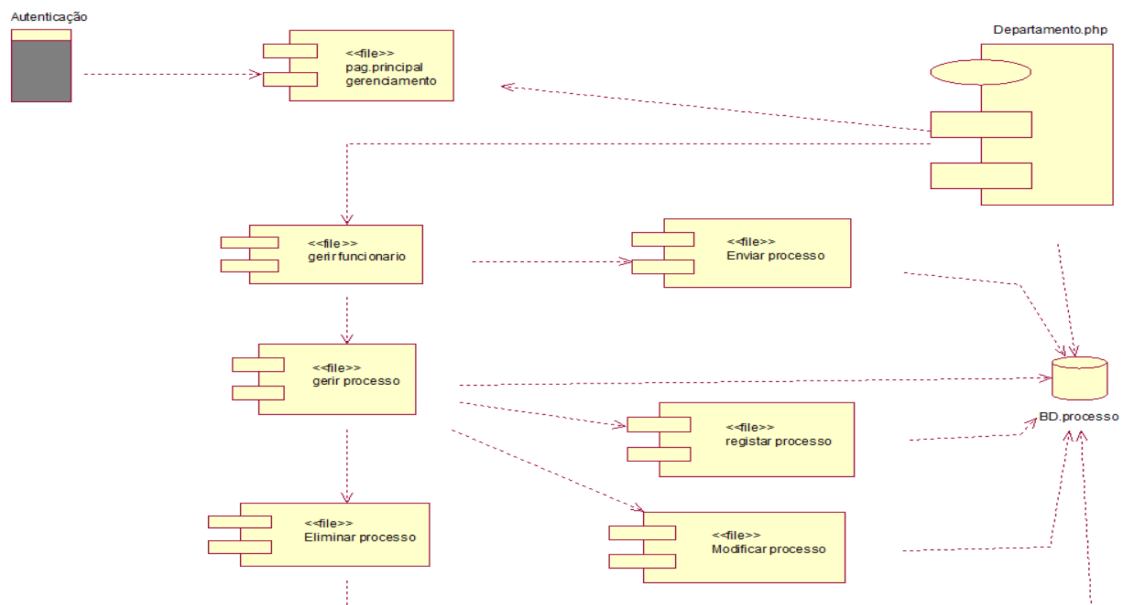 Autenticação
Departamento.php
<<file>>
pag.principal
gerenciamento
<<file>>
gerir funcionario
<<file>>
Enviar processo
<<file>>
gerir processo
BD.processo
<<file>>
registar processo
<<file>>
Eliminar processo
<<file>>
Modificar processo